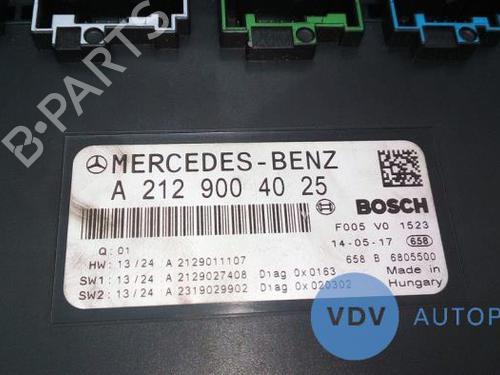 B-PARTS
MERCEDES-BENZ
A 212 900 40 25
BOSCH
F005 V0 1523
Q: 01
14-05-17 658
HW: 13/24 A 2129011107
658 B 6805500
SW1: 13/24 A 2129027408 Diag 0x0163
Made in
SW2: 13/24 A 2319029902 Diag 0x020302
Hungary
VDV AUTOP